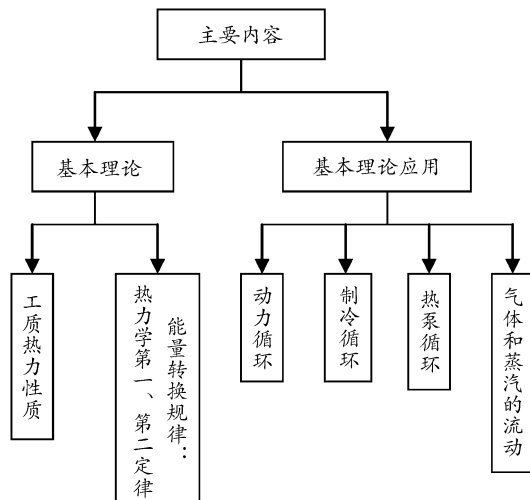 主要内容
基本理论
基本理论应用
工质热力性质
能量转换规律：
热力学第一、第二定律
动力循环
制冷循环
热泵循环
气体和蒸汽的流动